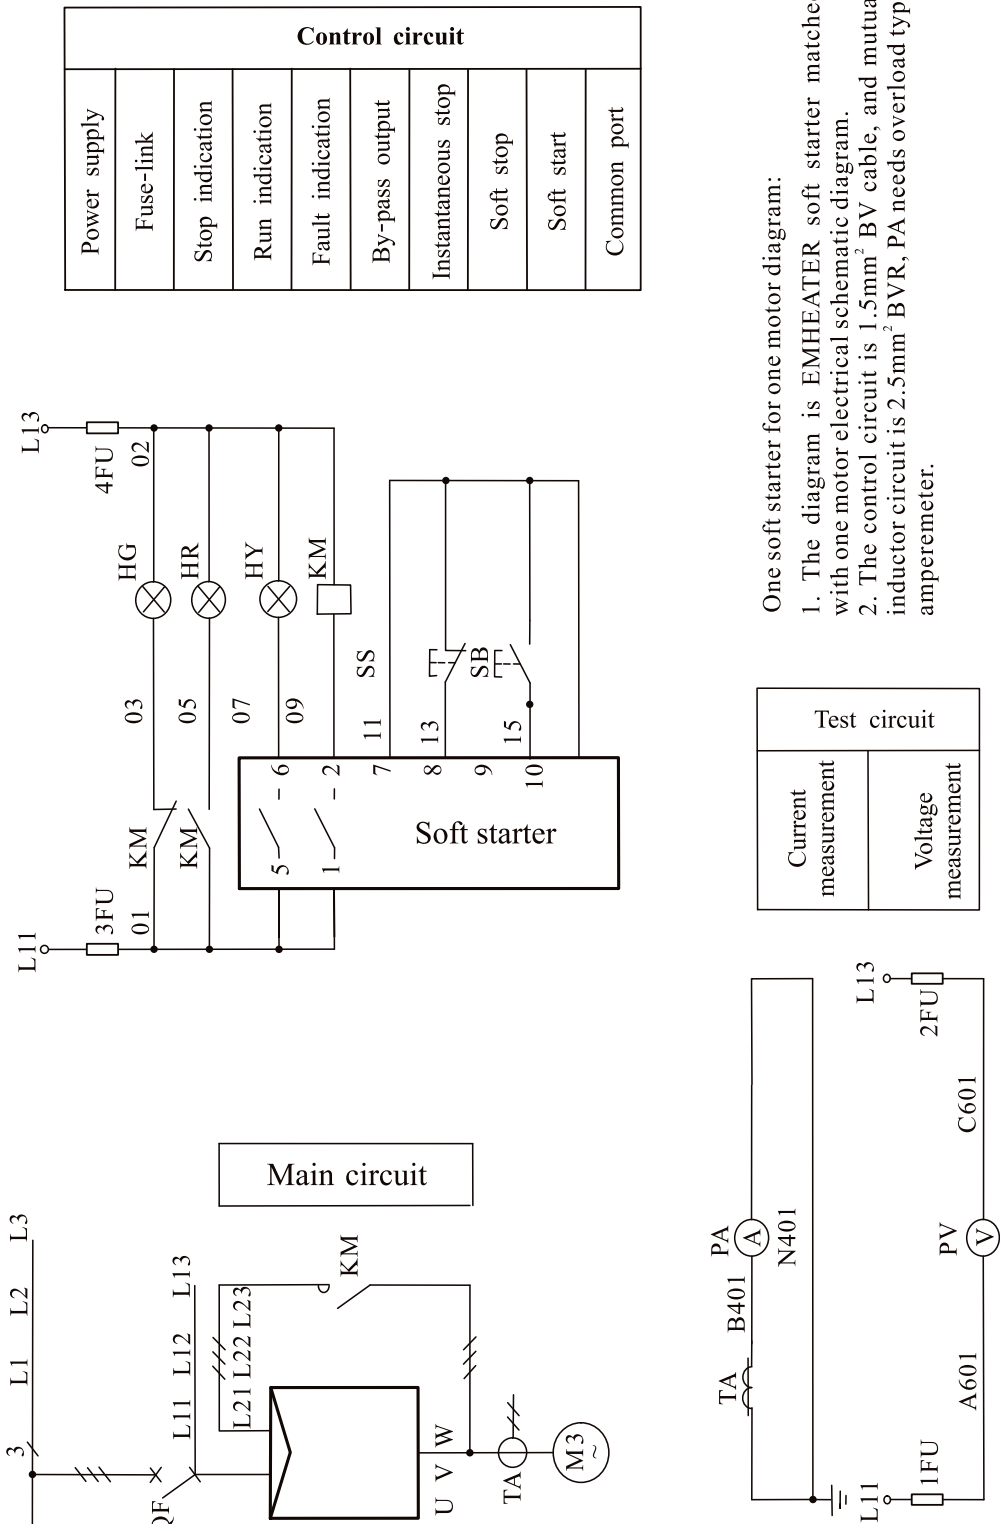 Control circuit
Power supply
Fuse-link
Stop indication
Run indication
Fault indication
By-pass output
Instantaneous stop
Soft stop
Soft start
Common port
L13
4FU
02
HG
HR
HY
KM
03
05
07
09
SS
11
13
SB
15
KM
KM
3FU
01
L11
5
6
1
2
7
8
9
10
Soft starter
One soft starter for one motor diagram:
1. The diagram is EMHEATER soft starter
with one motor electrical schematic diagram.
2. The control circuit is 1.5mm² BV cable, and
inductor circuit is 2.5mm² BVR, PA needs overload
amperemeter.
Test circuit
Current
measurement
Voltage
measurement
Main circuit
L1 L2 L3
3
QF
L11 L12 L13
L21 L22 L23
KM
U V W
TA
M3
~
TA
B401
PA
A
N401
L11
1FU
A601
PV
V
C601
2FU
L13